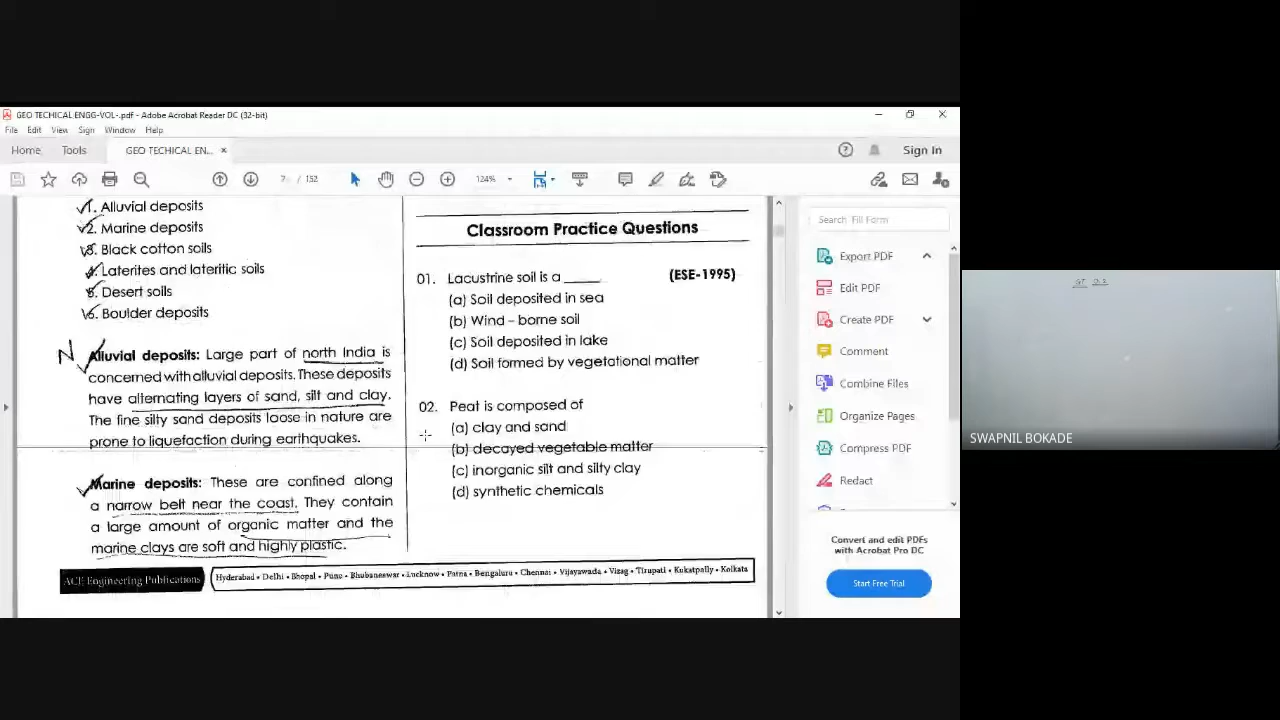 GEO TECHICAL ENGG-VOL-.pdf - Adobe Acrobat Reader DC (32-bit)
File Edit View Sign Window Help
Home Tools GEO TECHICAL EN... × Sign In
/ 132 124%
1. Alluvial deposits
2. Marine deposits
3. Black cotton soils
4. Laterites and lateritic soils
5. Desert soils
6. Boulder deposits
N Alluvial deposits: Large part of north India is
concerned with alluvial deposits. These deposits
have alternating layers of sand, silt and clay.
The fine silty sand deposits loose in nature are
prone to liquefaction during earthquakes.
Marine deposits: These are confined along
a narrow belt near the coast. They contain
a large amount of organic matter and the
marine clays are soft and highly plastic.
Classroom Practice Questions
01. Lacustrine soil is a ____ (ESE-1995)
(a) Soil deposited in sea
(b) Wind – borne soil
(c) Soil deposited in lake
(d) Soil formed by vegetational matter
02. Peat is composed of
(a) clay and sand
(b) decayed vegetable matter
(c) inorganic silt and silty clay
(d) synthetic chemicals
ACE Engineering Publications
Hyderabad • Delhi • Bhopal • Pune • Bhubaneswar • Lucknow • Patna • Bengaluru • Chennai • Vijayawada • Vizag • Tirupati • Kukatpally • Kolkata
Search 'Fill Form'
Export PDF
Edit PDF
Create PDF
Comment
Combine Files
Organize Pages
Compress PDF
Redact
Convert and edit PDFs
with Acrobat Pro DC
Start Free Trial
SWAPNIL BOKADE